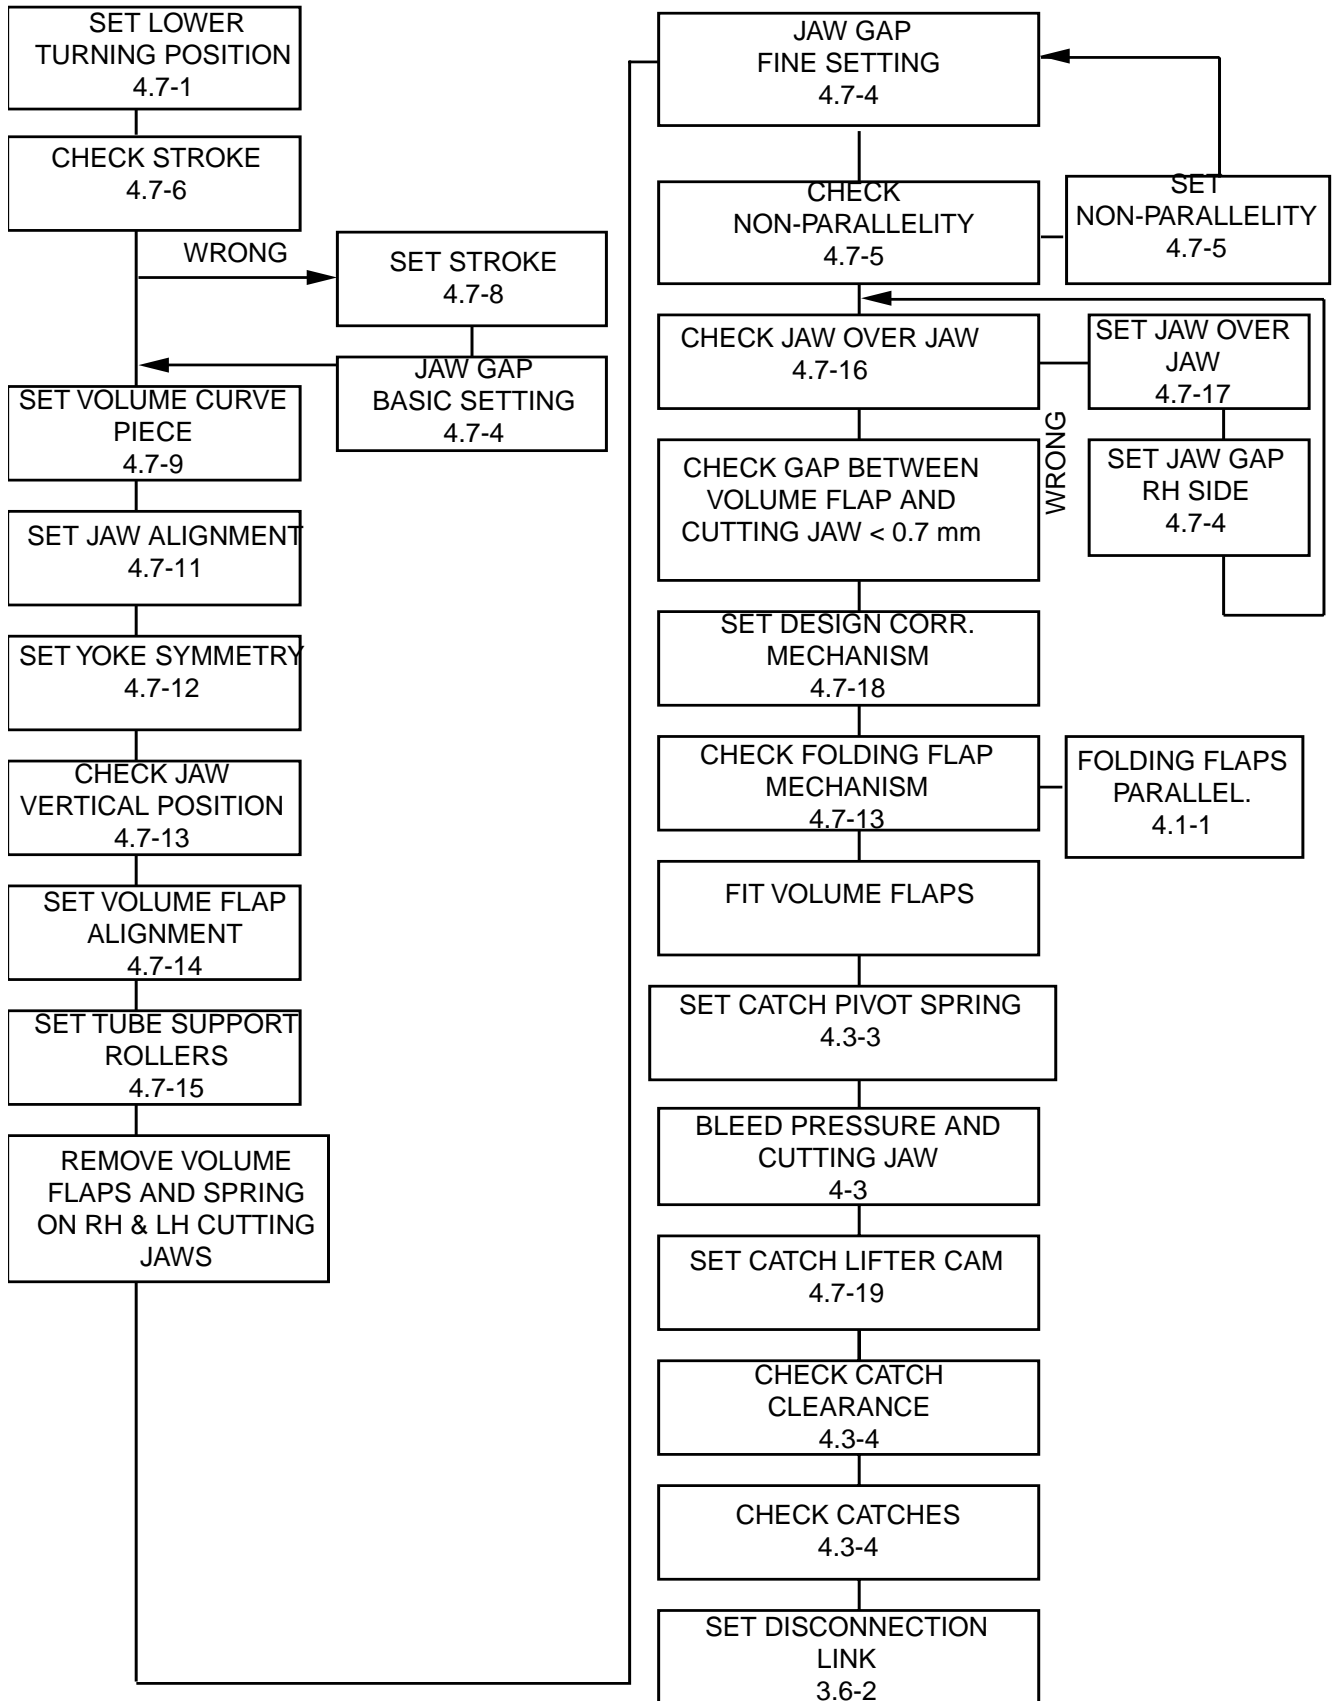 SET LOWER
TURNING POSITION
4.7-1
CHECK STROKE
4.7-6
WRONG
SET STROKE
4.7-8
JAW GAP
BASIC SETTING
4.7-4
SET VOLUME CURVE
PIECE
4.7-9
SET JAW ALIGNMENT
4.7-11
SET YOKE SYMMETRY
4.7-12
CHECK JAW
VERTICAL POSITION
4.7-13
SET VOLUME FLAP
ALIGNMENT
4.7-14
SET TUBE SUPPORT
ROLLERS
4.7-15
REMOVE VOLUME
FLAPS AND SPRING
ON RH & LH CUTTING
JAWS
JAW GAP
FINE SETTING
4.7-4
CHECK
NON-PARALLELITY
4.7-5
SET
NON-PARALLELITY
4.7-5
CHECK JAW OVER JAW
4.7-16
SET JAW OVER
JAW
4.7-17
WRONG
SET JAW GAP
RH SIDE
4.7-4
CHECK GAP BETWEEN
VOLUME FLAP AND
CUTTING JAW < 0.7 mm
SET DESIGN CORR.
MECHANISM
4.7-18
CHECK FOLDING FLAP
MECHANISM
4.7-13
FOLDING FLAPS
PARALLEL.
4.1-1
FIT VOLUME FLAPS
SET CATCH PIVOT SPRING
4.3-3
BLEED PRESSURE AND
CUTTING JAW
4-3
SET CATCH LIFTER CAM
4.7-19
CHECK CATCH
CLEARANCE
4.3-4
CHECK CATCHES
4.3-4
SET DISCONNECTION
LINK
3.6-2